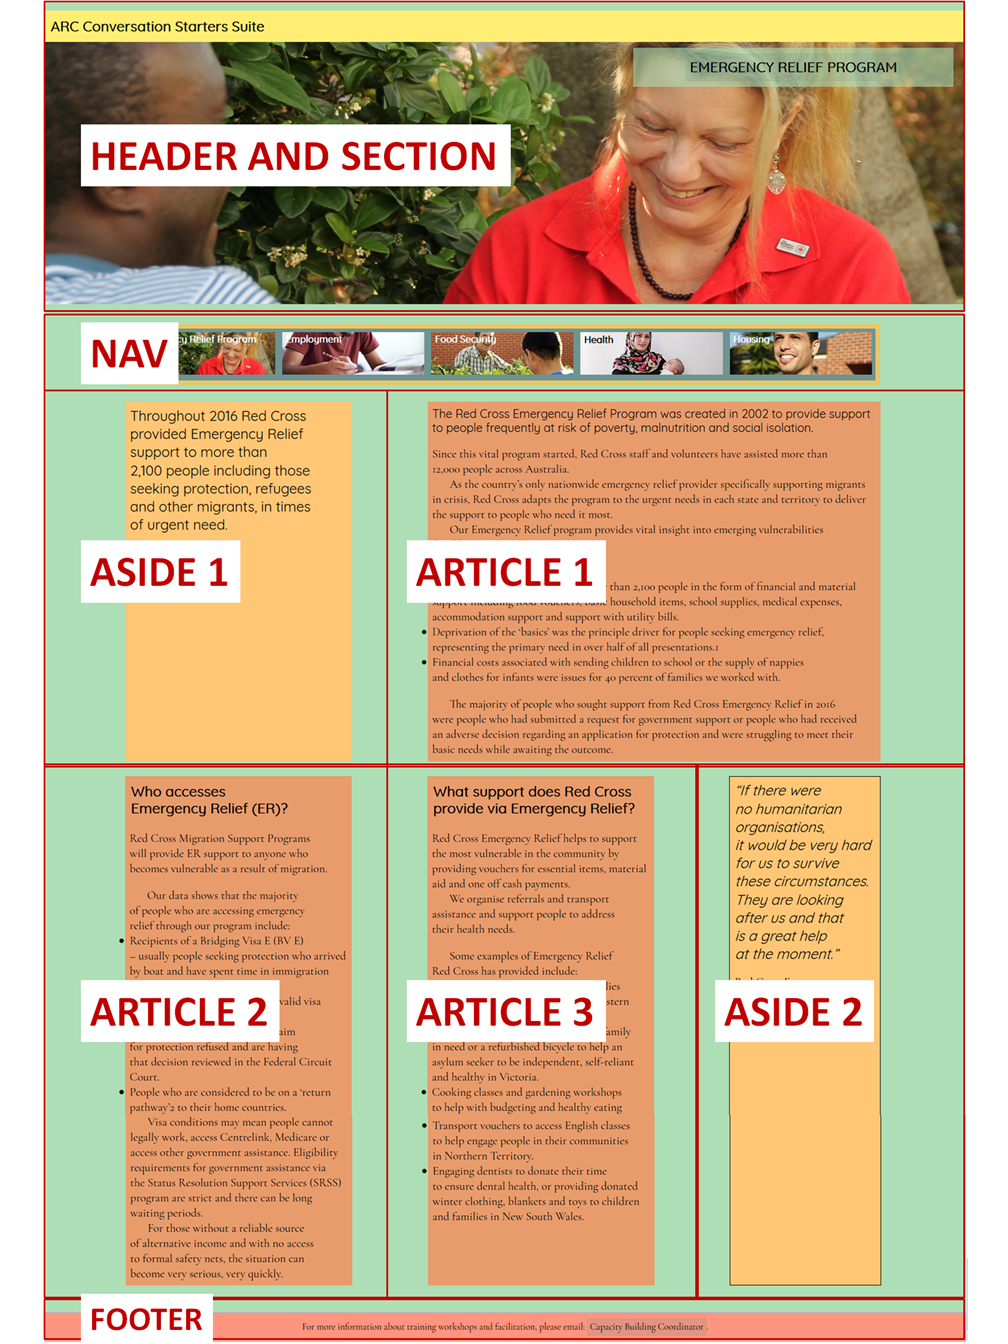 ARC Conversation Starters Suite
EMERGENCY RELIEF PROGRAM
HEADER AND SECTION
NAV
cy Relief Program
Employment
Food Security
Health
Housing
Throughout 2016 Red Cross
provided Emergency Relief
support to more than
2,100 people including those
seeking protection, refugees
and other migrants, in times
of urgent need.
ASIDE 1
The Red Cross Emergency Relief Program was created in 2002 to provide support
to people frequently at risk of poverty, malnutrition and social isolation.
Since this vital program started, Red Cross staff and volunteers have assisted more than
12,000 people across Australia.
As the country's only nationwide emergency relief provider specifically supporting migrants
in crisis, Red Cross adapts the program to the urgent needs in each state and territory to deliver
the support to people who need it most.
Our Emergency Relief program provides vital insight into emerging vulnerabilities
ARTICLE 1
than 2,100 people in the form of financial and material
support including food vouchers, basic household items, school supplies, medical expenses,
accommodation support and support with utility bills.
• Deprivation of the 'basics' was the principle driver for people seeking emergency relief,
representing the primary need in over half of all presentations.1
• Financial costs associated with sending children to school or the supply of nappies
and clothes for infants were issues for 40 percent of families we worked with.
The majority of people who sought support from Red Cross Emergency Relief in 2016
were people who had submitted a request for government support or people who had received
an adverse decision regarding an application for protection and were struggling to meet their
basic needs while awaiting the outcome.
Who accesses
Emergency Relief (ER)?
Red Cross Migration Support Programs
will provide ER support to anyone who
becomes vulnerable as a result of migration.
Our data shows that the majority
of people who are accessing emergency
relief through our program include:
• Recipients of a Bridging Visa E (BV E)
– usually people seeking protection who arrived
by boat and have spent time in immigration
valid visa
ARTICLE 2
aim
for protection refused and are having
that decision reviewed in the Federal Circuit
Court.
• People who are considered to be on a 'return
pathway'2 to their home countries.
Visa conditions may mean people cannot
legally work, access Centrelink, Medicare or
access other government assistance. Eligibility
requirements for government assistance via
the Status Resolution Support Services (SRSS)
program are strict and there can be long
waiting periods.
For those without a reliable source
of alternative income and with no access
to formal safety nets, the situation can
become very serious, very quickly.
What support does Red Cross
provide via Emergency Relief?
Red Cross Emergency Relief helps to support
the most vulnerable in the community by
providing vouchers for essential items, material
aid and one off cash payments.
We organise referrals and transport
assistance and support people to address
their health needs.
Some examples of Emergency Relief
Red Cross has provided include:
lies
stern
ARTICLE 3
family
in need or a refurbished bicycle to help an
asylum seeker to be independent, self-reliant
and healthy in Victoria.
• Cooking classes and gardening workshops
to help with budgeting and healthy eating
• Transport vouchers to access English classes
to help engage people in their communities
in Northern Territory.
• Engaging dentists to donate their time
to ensure dental health, or providing donated
winter clothing, blankets and toys to children
and families in New South Wales.
"If there were
no humanitarian
organisations,
it would be very hard
for us to survive
these circumstances.
They are looking
after us and that
is a great help
at the moment."
ASIDE 2
FOOTER
For more information about training workshops and facilitation, please email: Capacity Building Coordinator .